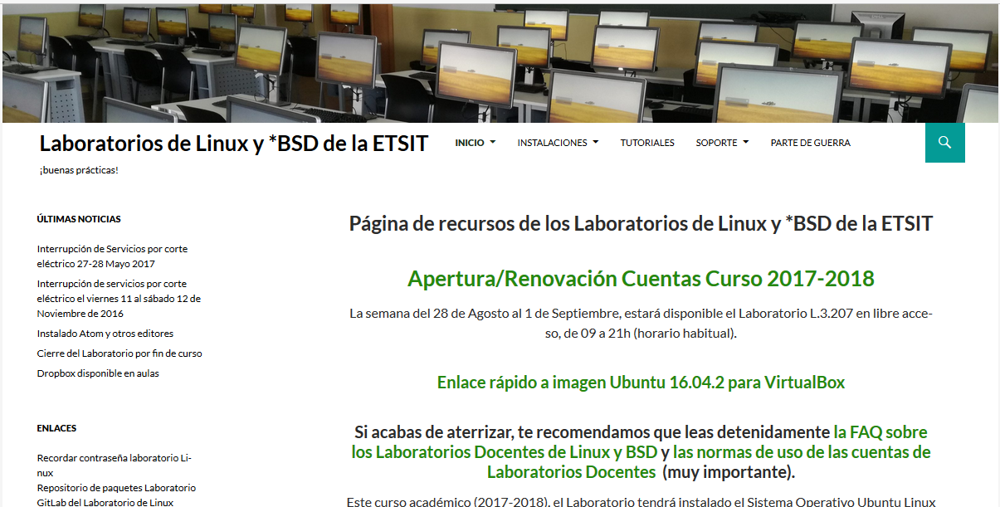 Laboratorios de Linux y *BSD de la ETSIT
INICIO
INSTALACIONES
TUTORIALES
SOPORTE
PARTE DE GUERRA
¡buenas prácticas!
ÚLTIMAS NOTICIAS
Interrupción de Servicios por corte
eléctrico 27-28 Mayo 2017
Interrupción de servicios por corte
eléctrico el viernes 11 al sábado 12 de
Noviembre de 2016
Instalado Atom y otros editores
Cierre del Laboratorio por fin de curso
Dropbox disponible en aulas
ENLACES
Recordar contraseña laboratorio Li-
nux
Repositorio de paquetes Laboratorio
GitLab del Laboratorio de Linux
Página de recursos de los Laboratorios de Linux y *BSD de la ETSIT
Apertura/Renovación Cuentas Curso 2017-2018
La semana del 28 de Agosto al 1 de Septiembre, estará disponible el Laboratorio L.3.207 en libre acce-
so, de 09 a 21h (horario habitual).
Enlace rápido a imagen Ubuntu 16.04.2 para VirtualBox
Si acabas de aterrizar, te recomendamos que leas detenidamente la FAQ sobre
los Laboratorios Docentes de Linux y BSD y las normas de uso de las cuentas de
Laboratorios Docentes (muy importante).
Este curso académico (2017-2018), el Laboratorio tendrá instalado el Sistema Operativo Ubuntu Linux